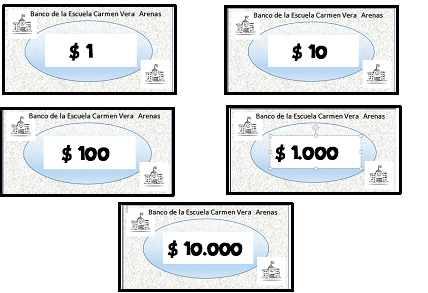 Banco de la Escuela Carmen Vera Arenas
$ 1
Banco de la Escuela Carmen Vera Arenas
$ 10
Banco de la Escuela Carmen Vera Arenas
$ 100
Banco de la Escuela Carmen Vera Arenas
$ 1.000
Banco de la Escuela Carmen Vera Arenas
$ 10.000